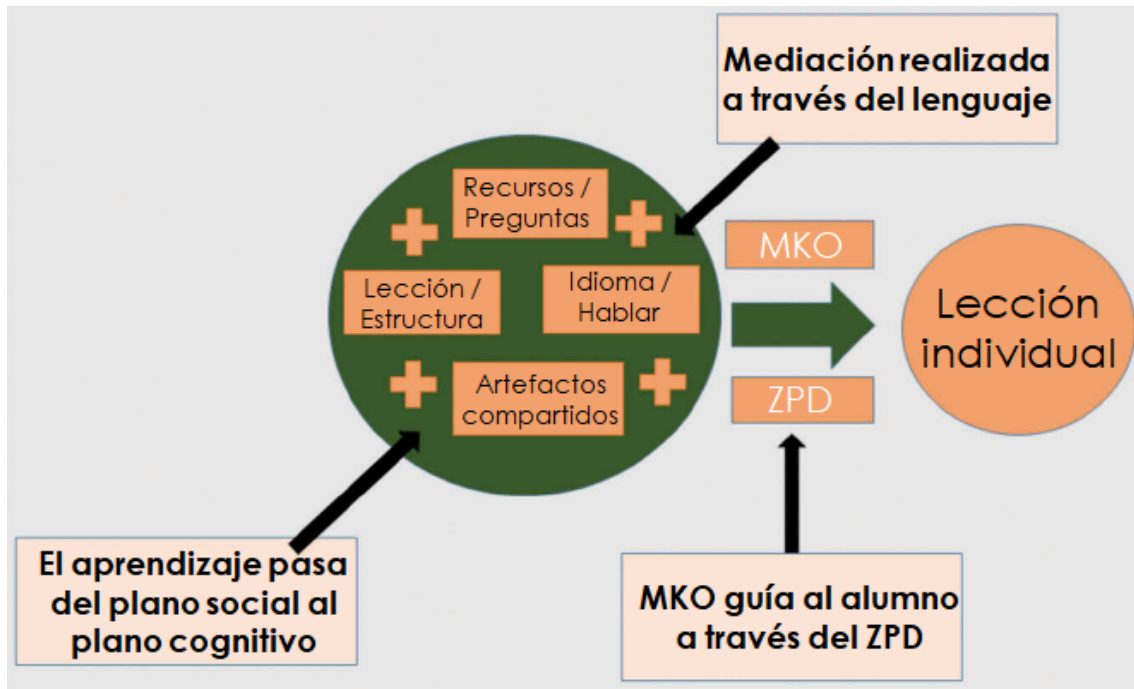 Mediación realizada
a través del lenguaje
Recursos /
Preguntas
MKO
Lección /
Estructura
Idioma /
Hablar
Lección
individual
Artefactos
compartidos
ZPD
El aprendizaje pasa
del plano social al
plano cognitivo
MKO guía al alumno
a través del ZPD